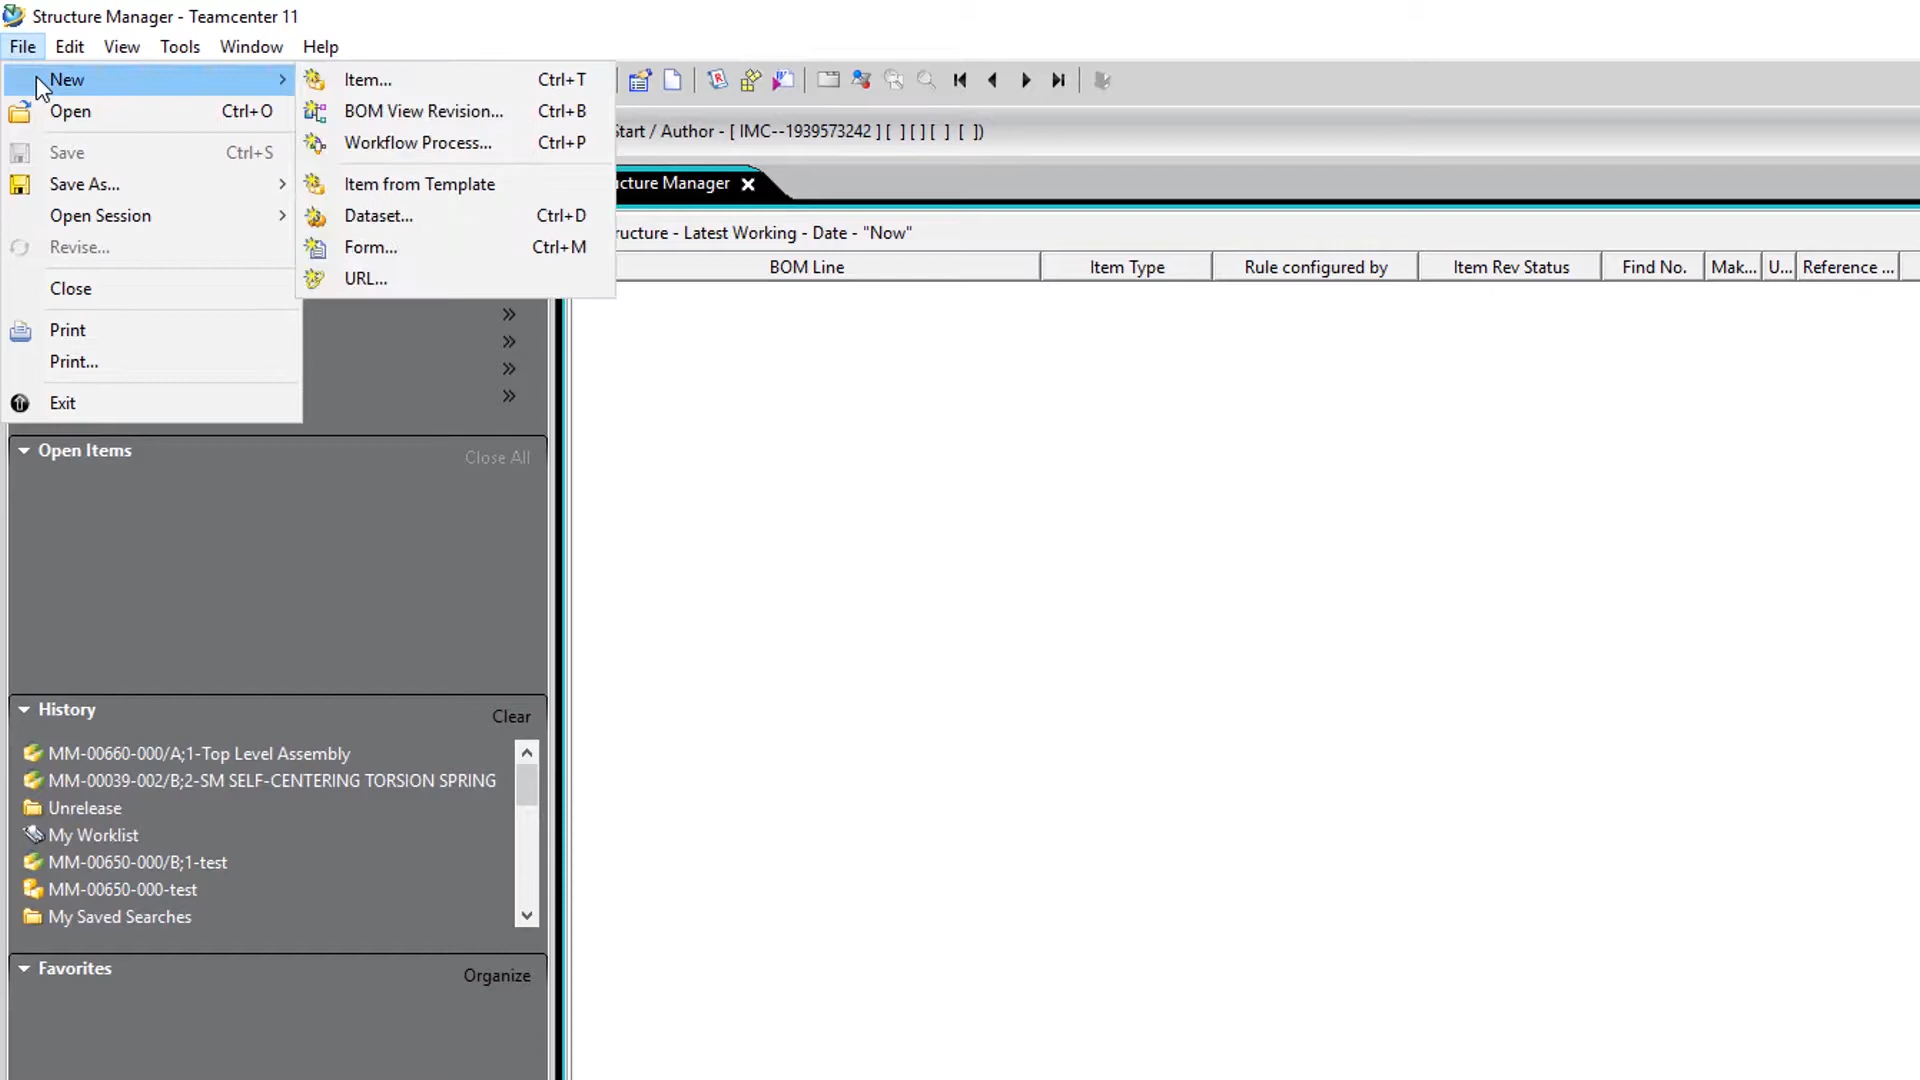 Structure Manager - Teamcenter 11
File Edit View Tools Window Help
New
Open Ctrl+O
Save Ctrl+S
Save As...
Open Session
Revise...
Close
Print
Print...
Exit
Item... Ctrl+T
BOM View Revision... Ctrl+B
Workflow Process... Ctrl+P
Item from Template
Dataset... Ctrl+D
Form... Ctrl+M
URL...
Start / Author - [ IMC--1939573242 ] [ ] [ ] [ ] [ ])
ucture Manager
ructure - Latest Working - Date - "Now"
BOM Line Item Type Rule configured by Item Rev Status Find No. Mak... U... Reference ...
Open Items Close All
History Clear
MM-00660-000/A;1-Top Level Assembly
MM-00039-002/B;2-SM SELF-CENTERING TORSION SPRING
Unrelease
My Worklist
MM-00650-000/B;1-test
MM-00650-000-test
My Saved Searches
Favorites Organize